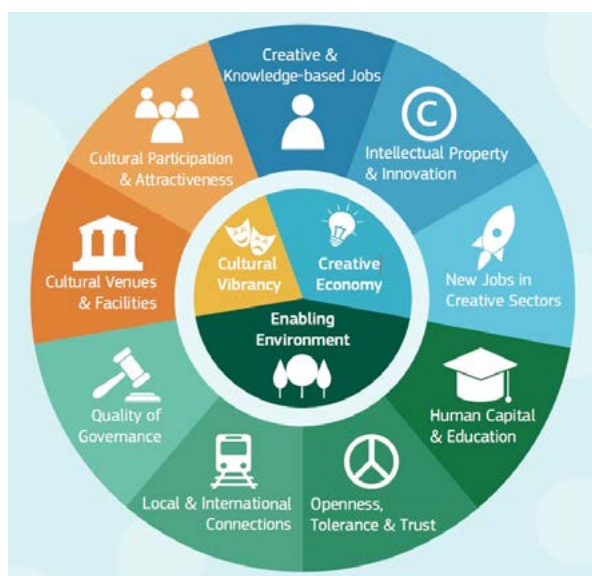 Creative &
Knowledge-based Jobs
C
Intellectual Property
& Innovation
New Jobs in
Creative Sectors
Human Capital
& Education
Openness,
Tolerance & Trust
Local & International
Connections
Quality of
Governance
Cultural Venues
& Facilities
Cultural Participation
& Attractiveness
Cultural
Vibrancy
Creative
Economy
Enabling
Environment